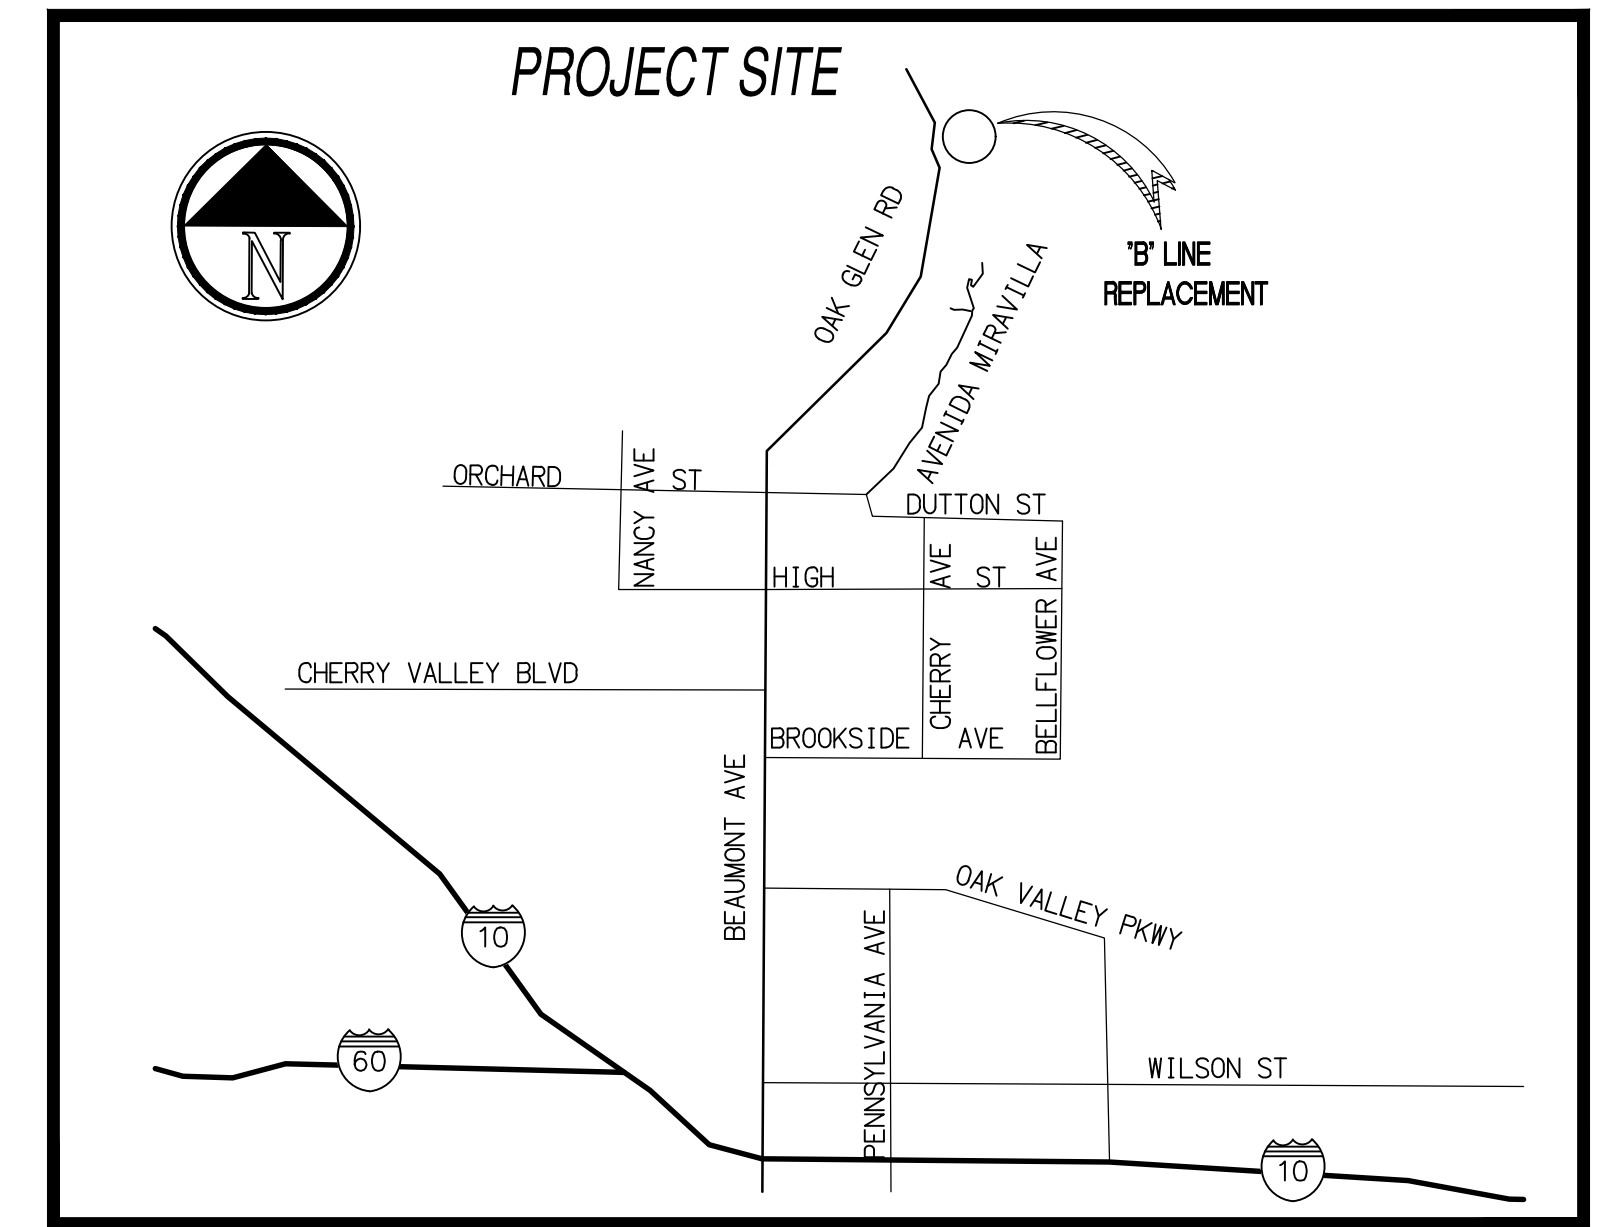 PROJECT SITE
N
OAK GLEN RD
"B" LINE
REPLACEMENT
AVENIDA MIRAVILLA
ORCHARD ST
NANCY AVE
DUTTON ST
HIGH ST
CHERRY AVE
BELLFLOWER AVE
CHERRY VALLEY BLVD
BROOKSIDE AVE
BEAUMONT AVE
OAK VALLEY PKWY
PENNSYLVANIA AVE
10
60
WILSON ST
10